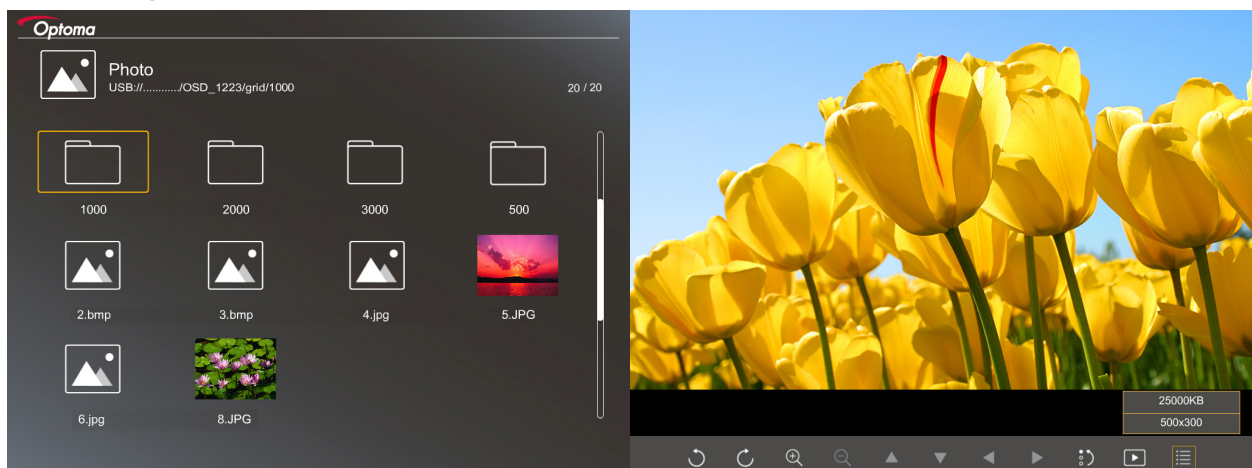 Optoma
Photo
USB://.........../OSD_1223/grid/1000
20 / 20
1000
2000
3000
500
2.bmp
3.bmp
4.jpg
5.JPG
6.jpg
8.JPG
25000KB
500x300